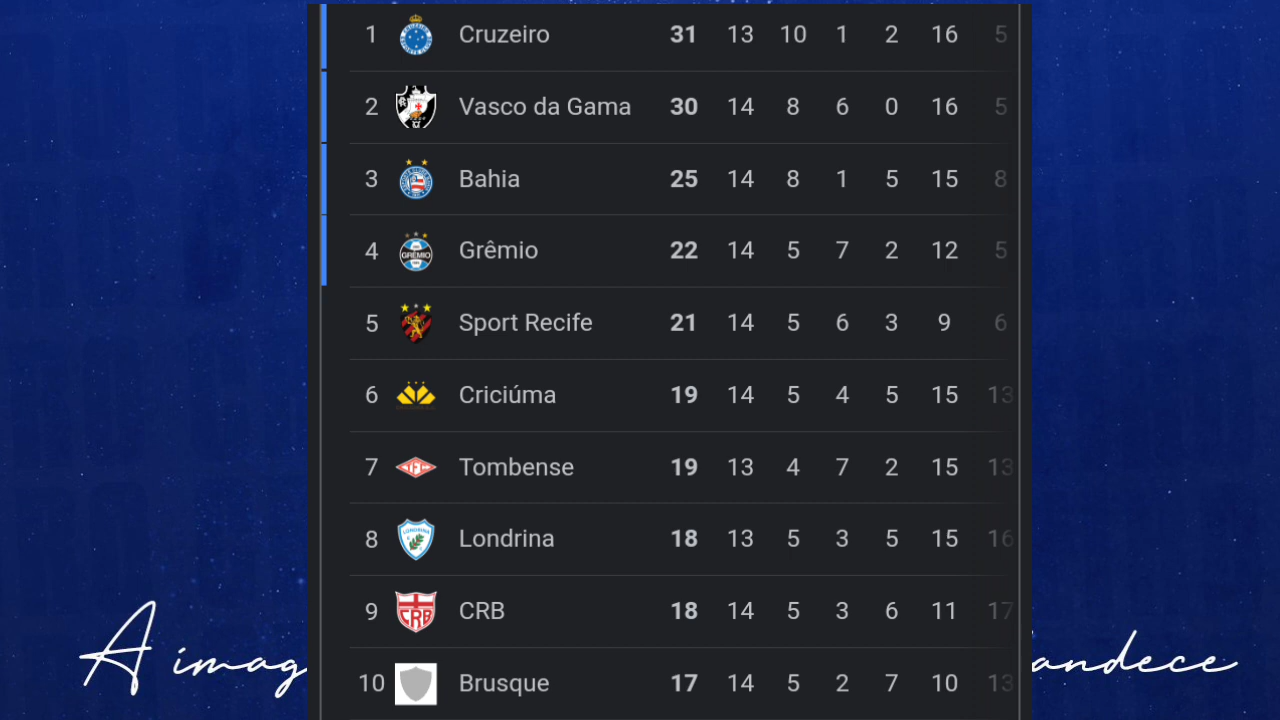 1 Cruzeiro 31 13 10 1 2 16 5
2 Vasco da Gama 30 14 8 6 0 16 5
3 Bahia 25 14 8 1 5 15 8
4 GRÊMIO Grêmio 22 14 5 7 2 12 5
5 Sport Recife 21 14 5 6 3 9 6
6 Criciúma 19 14 5 4 5 15 13
7 TFC Tombense 19 13 4 7 2 15 13
8 LONDRINA Londrina 18 13 5 3 5 15 16
9 CRB CRB 18 14 5 3 6 11 17
A imag andece
10 Brusque 17 14 5 2 7 10 13